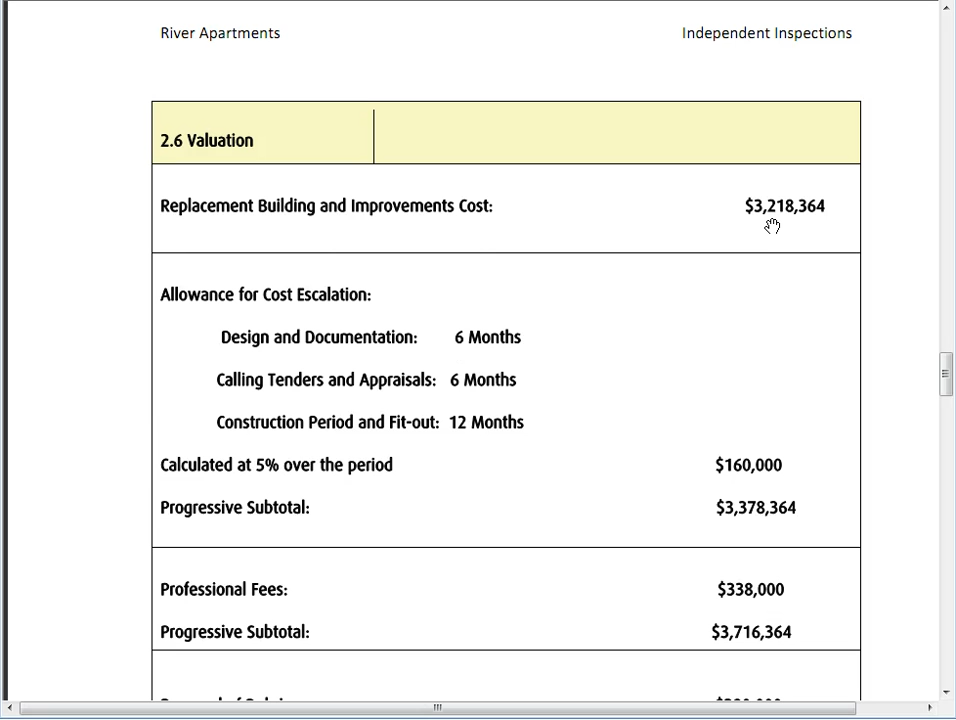 River Apartments Independent Inspections
2.6 Valuation
Replacement Building and Improvements Cost: $3,218,364
Allowance for Cost Escalation:
Design and Documentation: 6 Months
Calling Tenders and Appraisals: 6 Months
Construction Period and Fit-out: 12 Months
Calculated at 5% over the period $160,000
Progressive Subtotal: $3,378,364
Professional Fees: $338,000
Progressive Subtotal: $3,716,364